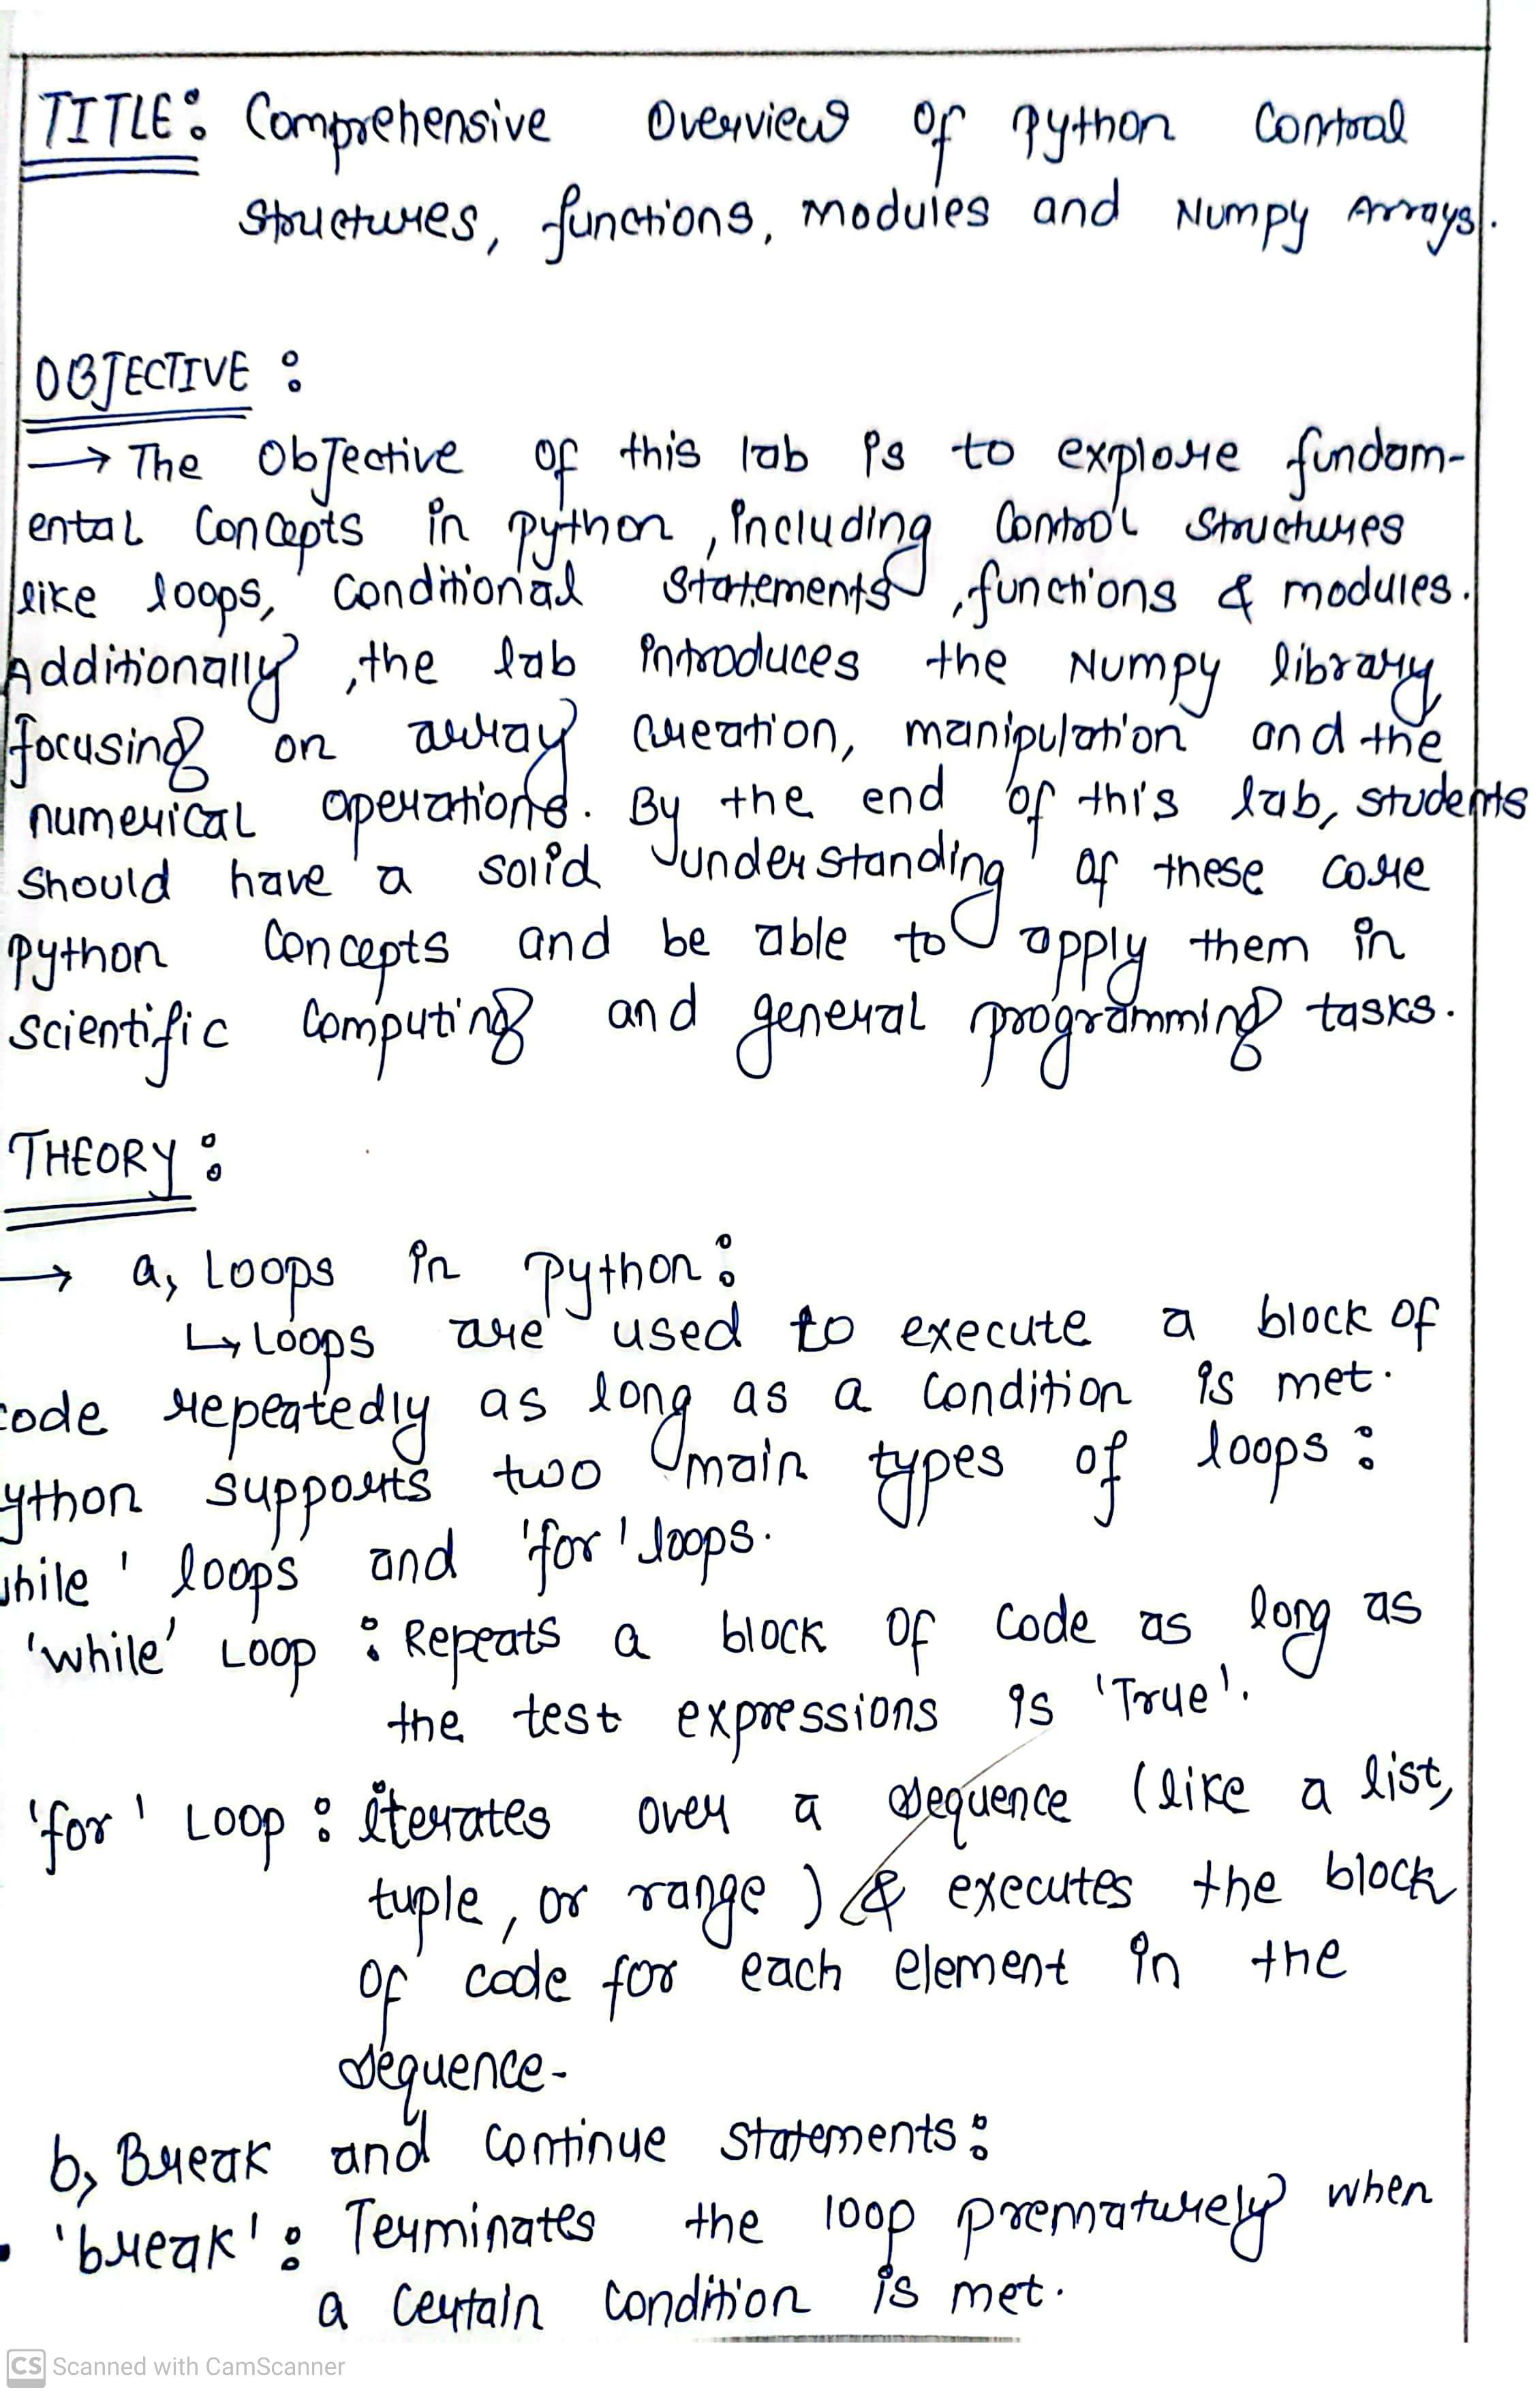 TITLE: Comprehensive Overview of Python Control
Structures, functions, modules and Numpy Arrays.
OBJECTIVE :
→ The Objective of this lab is to explore fundam-
ental Concepts in python, including Control Structures
like loops, Conditional Statements, functions & modules.
Additionally, the lab introduces the Numpy library
focusing on array creation, manipulation and the
numerical operations. By the end of this lab, students
should have a solid understanding of these core
python Concepts and be able to apply them in
scientific Computing and general programming tasks.
THEORY :
→ a, Loops in python :
↳ Loops are used to execute a block of
code repeatedly as long as a condition is met.
ython supports two main types of loops :
hile' loops and 'for' loops.
'while' Loop : Repeats a block of code as long as
the test expressions is 'True'.
'for' Loop : iterates over a sequence (like a list,
tuple, or range) & executes the block
of code for each element in the
sequence-
b, Break and continue statements :
• 'break' : Terminates the loop prematurely when
a certain condition is met.
CS Scanned with CamScanner